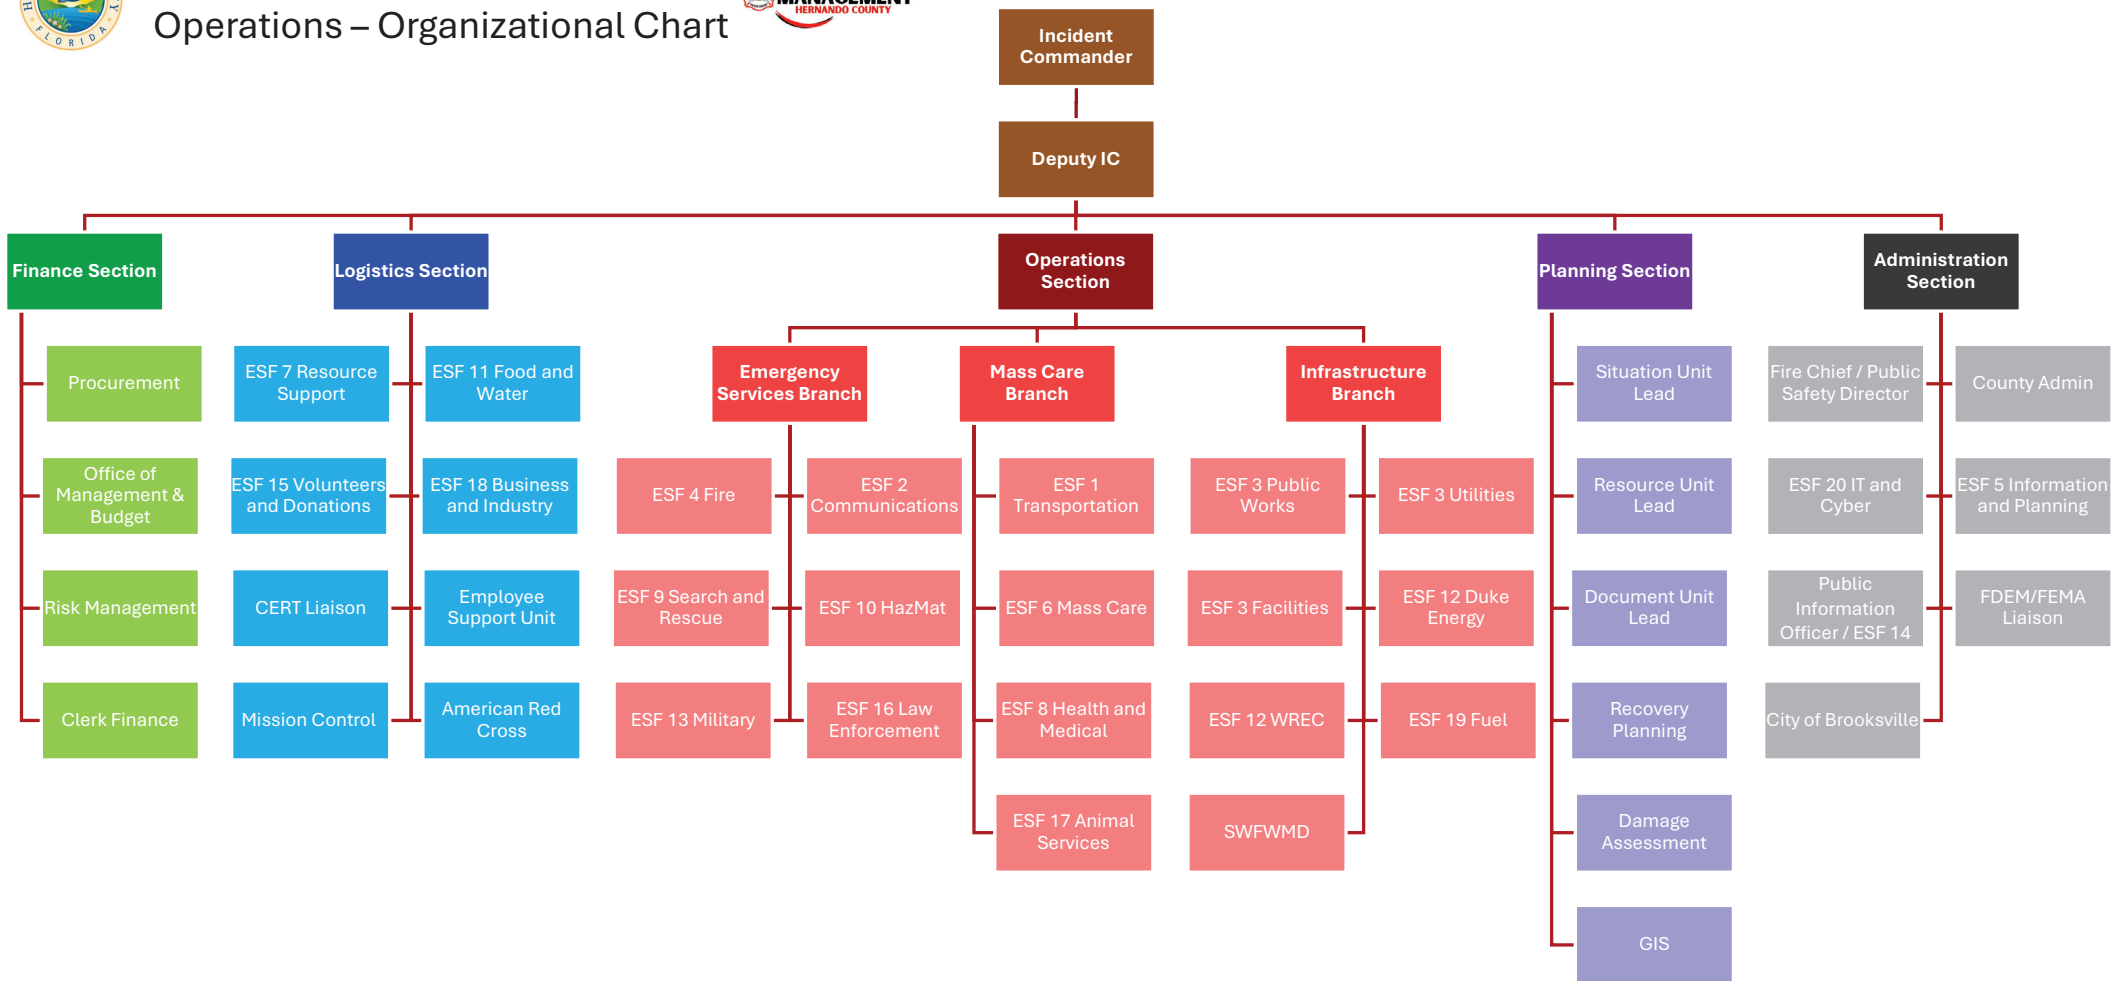 FLORIDA
Operations – Organizational Chart
MANAGEMENT
HERNANDO COUNTY
Incident
Commander
Deputy IC
Finance Section
Logistics Section
Operations
Section
Planning Section
Administration
Section
Procurement
Office of
Management &
Budget
Risk Management
Clerk Finance
ESF 7 Resource
Support
ESF 11 Food and
Water
ESF 15 Volunteers
and Donations
ESF 18 Business
and Industry
CERT Liaison
Employee
Support Unit
Mission Control
American Red
Cross
Emergency
Services Branch
ESF 4 Fire
ESF 2
Communications
ESF 9 Search and
Rescue
ESF 10 HazMat
ESF 13 Military
ESF 16 Law
Enforcement
Mass Care
Branch
ESF 1
Transportation
ESF 6 Mass Care
ESF 8 Health and
Medical
ESF 17 Animal
Services
Infrastructure
Branch
ESF 3 Public
Works
ESF 3 Utilities
ESF 3 Facilities
ESF 12 Duke
Energy
ESF 12 WREC
ESF 19 Fuel
SWFWMD
Situation Unit
Lead
Resource Unit
Lead
Document Unit
Lead
Recovery
Planning
Damage
Assessment
GIS
Fire Chief / Public
Safety Director
County Admin
ESF 20 IT and
Cyber
ESF 5 Information
and Planning
Public
Information
Officer / ESF 14
FDEM/FEMA
Liaison
City of Brooksville